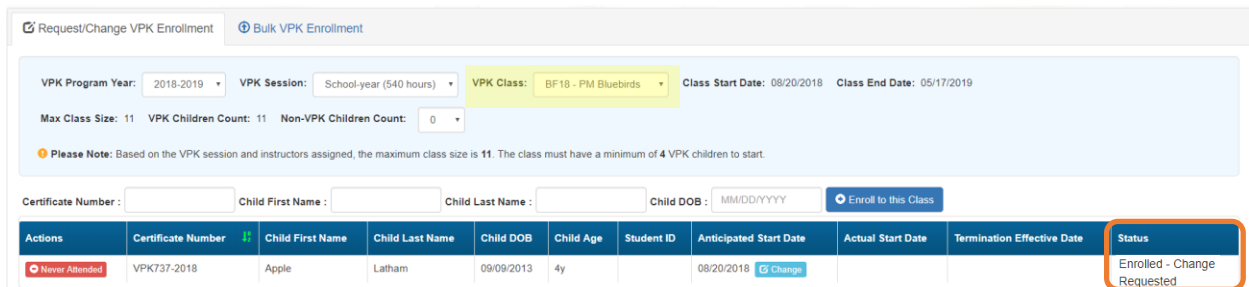 Request/Change VPK Enrollment Bulk VPK Enrollment
VPK Program Year: 2018-2019 VPK Session: School-year (540 hours) VPK Class: BF18 - PM Bluebirds Class Start Date: 08/20/2018 Class End Date: 05/17/2019
Max Class Size: 11 VPK Children Count: 11 Non-VPK Children Count: 0
Please Note: Based on the VPK session and instructors assigned, the maximum class size is 11. The class must have a minimum of 4 VPK children to start.
Certificate Number : Child First Name : Child Last Name : Child DOB : MM/DD/YYYY Enroll to this Class
Actions Certificate Number Child First Name Child Last Name Child DOB Child Age Student ID Anticipated Start Date Actual Start Date Termination Effective Date Status
Never Attended VPK737-2018 Apple Latham 09/09/2013 4y 08/20/2018 Change Enrolled - Change
Requested